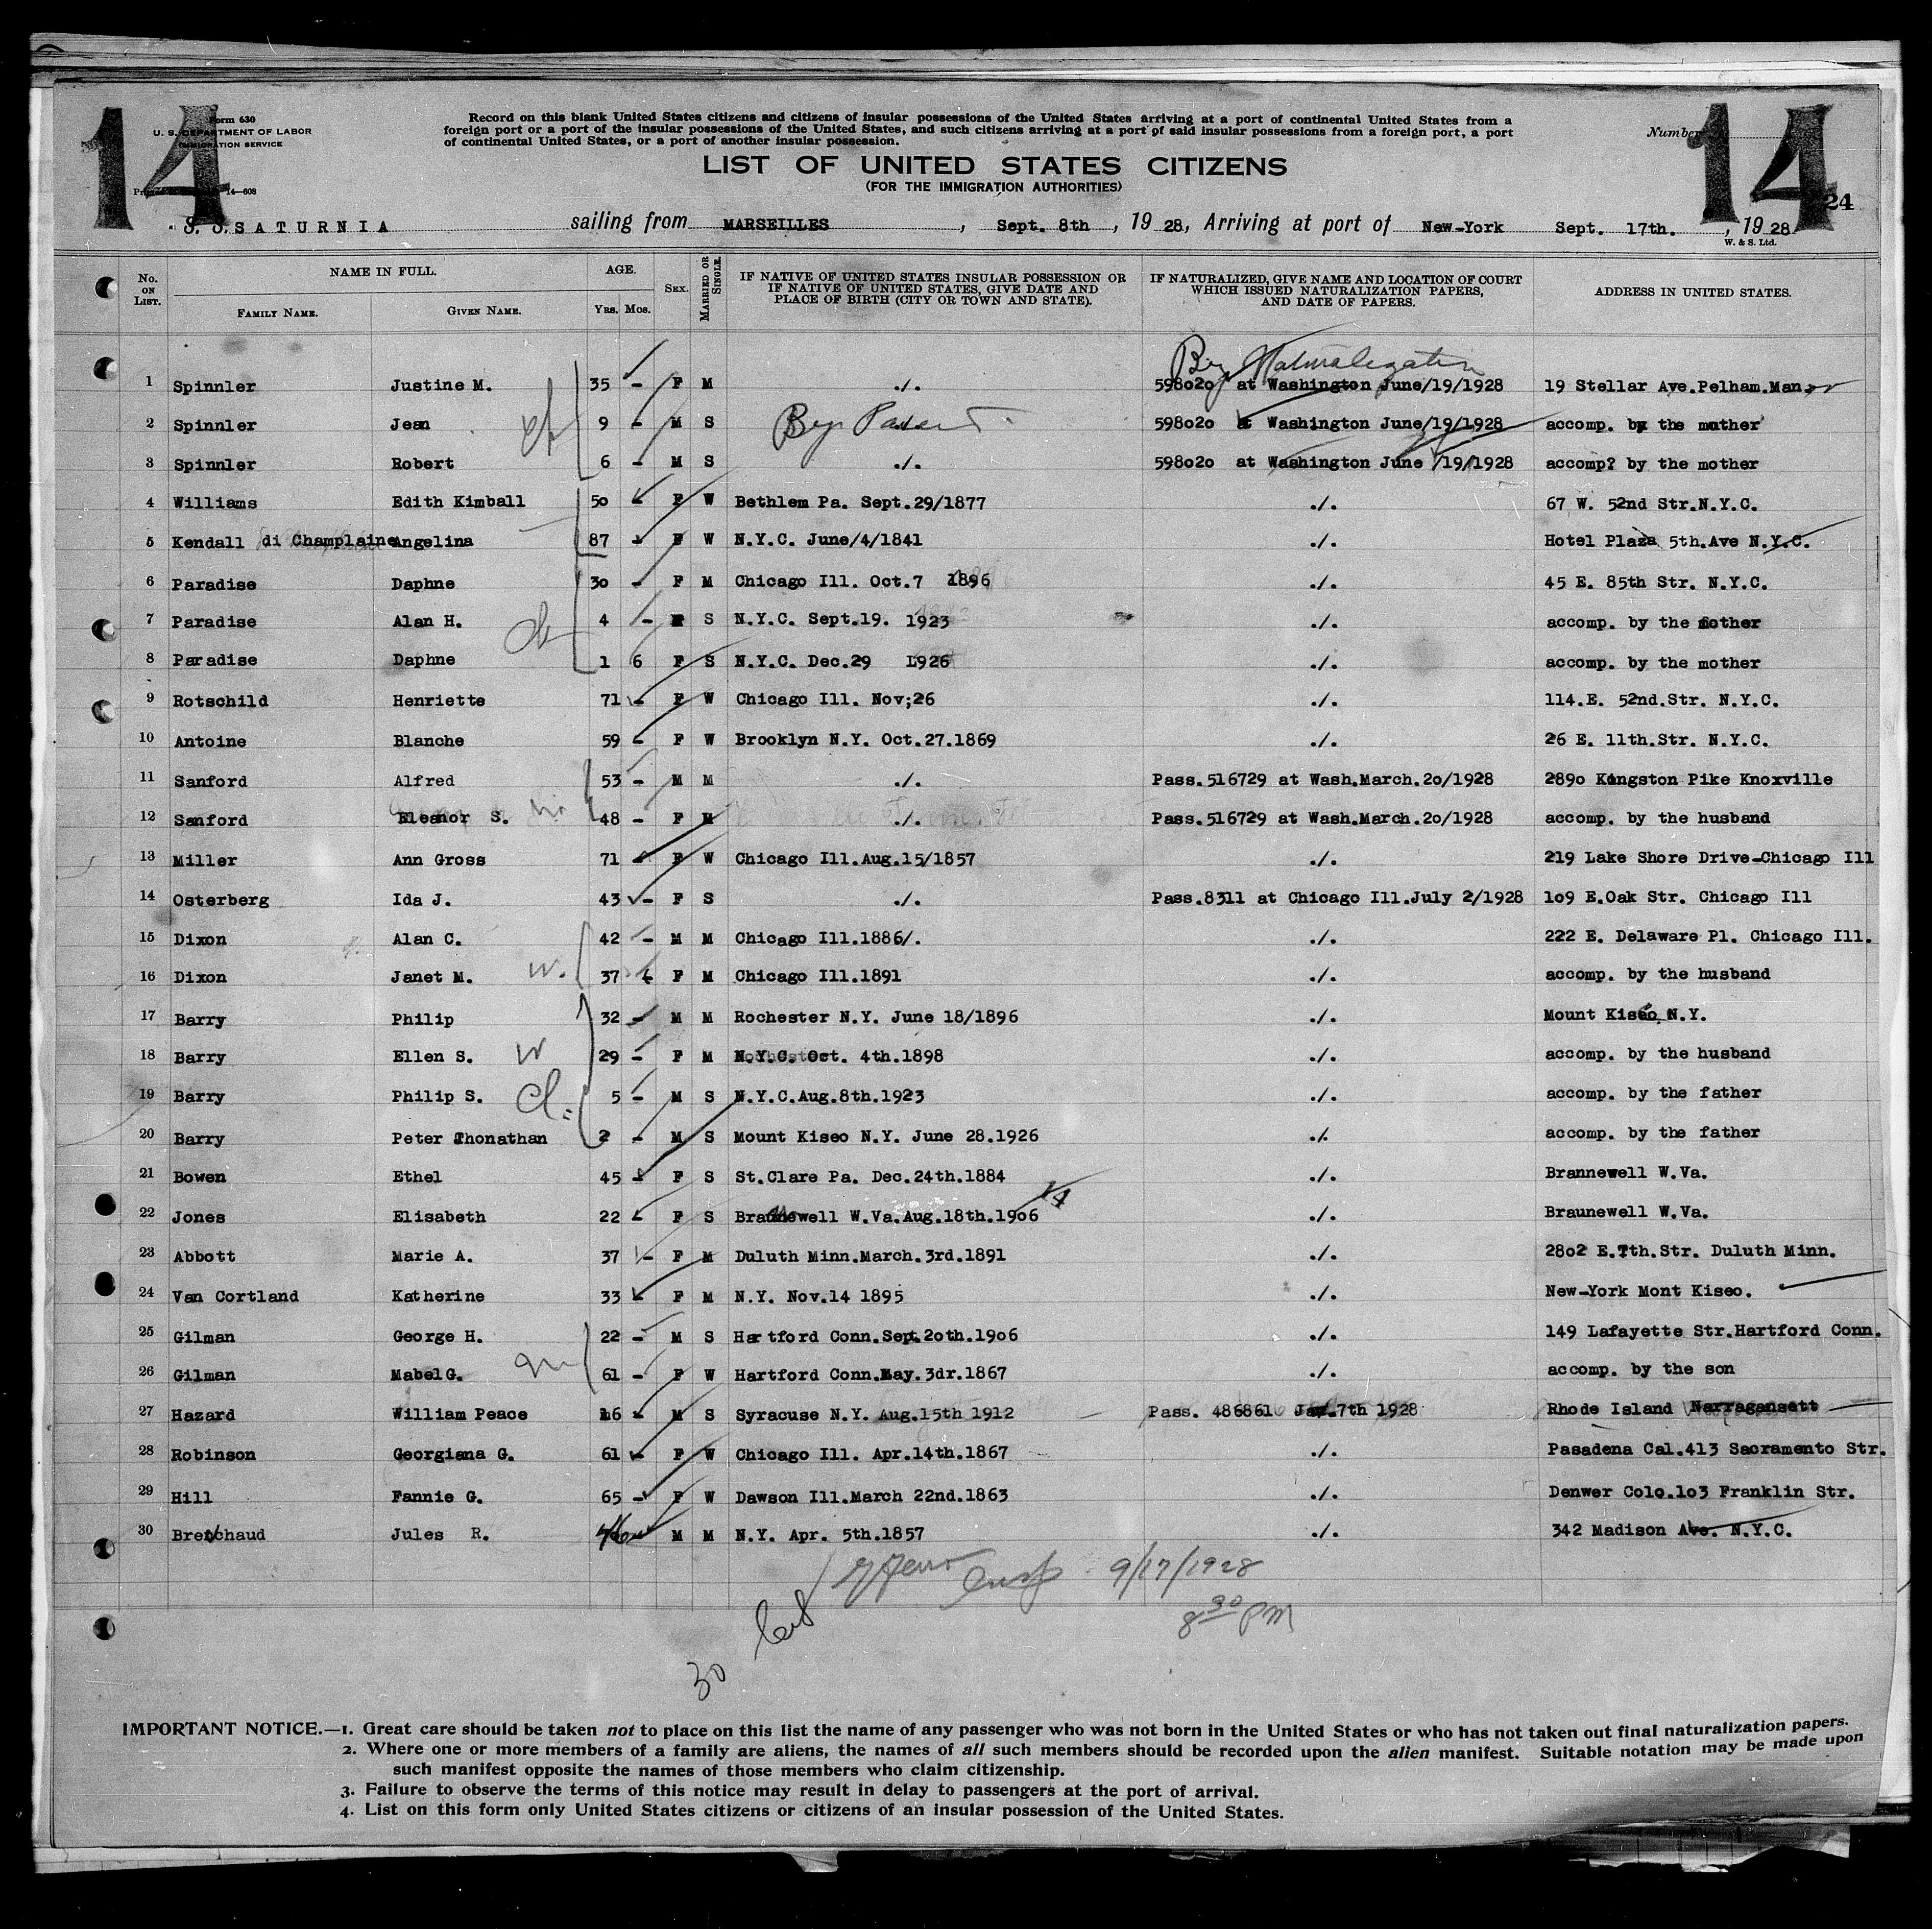 14
Form 630
U. S. DEPARTMENT OF LABOR
IMMIGRATION SERVICE
14—608
Record on this blank United States citizens and citizens of insular possessions of the United States arriving at a port of continental United States from a
foreign port or a port of the insular possessions of the United States, and such citizens arriving at a port of said insular possessions from a foreign port, a port
of continental United States, or a port of another insular possession.
LIST OF UNITED STATES CITIZENS
(FOR THE IMMIGRATION AUTHORITIES)
Number
14
24
S. S. SATURNIA sailing from MARSEILLES, Sept. 8th, 19 28, Arriving at port of New-York Sept. 17th., 19 28
W. & S. Ltd.
No. ON LIST. NAME IN FULL. FAMILY NAME. GIVEN NAME. AGE. YRS. MOS. SEX. MARRIED OR SINGLE. IF NATIVE OF UNITED STATES INSULAR POSSESSION OR IF NATIVE OF UNITED STATES, GIVE DATE AND PLACE OF BIRTH (CITY OR TOWN AND STATE). IF NATURALIZED, GIVE NAME AND LOCATION OF COURT WHICH ISSUED NATURALIZATION PAPERS, AND DATE OF PAPERS. ADDRESS IN UNITED STATES.
By Naturalization
1 Spinnler Justine M. 35 - F M ./. 598020 at Washington June/19/1928 19 Stellar Ave.Pelham.Man.
2 Spinnler Jean 9 - M S By Parent 598020 Washington June/19/1928 accomp. by the mother
3 Spinnler Robert 6 - M S ./. 598020 at Washington June /19/1928 accomp? by the mother
4 Williams Edith Kimball 50 - F W Bethlem Pa. Sept.29/1877 ./. 67 W. 52nd Str.N.Y.C.
5 Kendall di Champlaine Angelina 87 - F W N.Y.C. June/4/1841 ./. Hotel Plaza 5th.Ave N.Y.C.
6 Paradise Daphne 30 - F M Chicago Ill. Oct.7 1896 ./. 45 E. 85th Str. N.Y.C.
7 Paradise Alan H. 4 - S N.Y.C. Sept.19. 1923 ./. accomp. by the mother
8 Paradise Daphne 1 6 F S N.Y.C. Dec.29 1926 ./. accomp. by the mother
9 Rotschild Henriette 71 F W Chicago Ill. Nov;26 ./. 114.E. 52nd.Str. N.Y.C.
10 Antoine Blanche 59 - F W Brooklyn N.Y. Oct.27.1869 ./. 26 E. 11th.Str. N.Y.C.
11 Sanford Alfred 53 - M M ./. Pass.516729 at Wash.March.20/1928 2890 Kingston Pike Knoxville
12 Sanford Eleanor S. 48 - F M ./. Pass.516729 at Wash.March.20/1928 accomp. by the husband
13 Miller Ann Gross 71 - F W Chicago Ill.Aug.15/1857 ./. 219 Lake Shore Drive-Chicago Ill
14 Osterberg Ida J. 43 - F S ./. Pass.8311 at Chicago Ill.July 2/1928 109 E.Oak Str. Chicago Ill
15 Dixon Alan C. 42 - M M Chicago Ill.1886/. ./. 222 E. Delaware Pl. Chicago Ill.
16 Dixon Janet M. W. 37 - F M Chicago Ill.1891 ./. accomp. by the husband
17 Barry Philip 32 - M M Rochester N.Y. June 18/1896 ./. Mount Kisco, N.Y.
18 Barry Ellen S. W 29 - F M N.Y.C. Oct. 4th.1898 ./. accomp. by the husband
19 Barry Philip S. Ch. 5 - M S N.Y.C.Aug.8th.1923 ./. accomp. by the father
20 Barry Peter Jhonathan 2 - M S Mount Kiseo N.Y. June 28.1926 ./. accomp. by the father
21 Bowen Ethel 45 - F S St.Clare Pa. Dec.24th.1884 ./. Brannewell W.Va.
22 Jones Elisabeth 22 - F S W.Va.Aug.18th.1906 ./. Braunewell W.Va.
23 Abbott Marie A. 37 - F M Duluth Minn.March.3rd.1891 ./. 2802 E.7th.Str. Duluth Minn.
24 Van Cortland Katherine 33 - F M N.Y. Nov.14 1895 ./. New-York Mont Kiseo.
25 Gilman George H. 22 - M S Hartford Conn.Sept.20th.1906 ./. 149 Lafayette Str.Hartford Conn.
26 Gilman Mabel G. 61 - F W Hartford Conn.May.3dr.1867 ./. accomp. by the son
27 Hazard William Peace 16 - M S Syracuse N.Y. Aug.15th 1912 Pass. 486861 Jan.7th 1928 Rhode Island Narragansett
28 Robinson Georgiana G. 61 - F W Chicago Ill. Apr.14th.1867 ./. Pasadena Cal.413 Sacramento Str.
29 Hill Fannie G. 65 - F W Dawson Ill.March 22nd.1863 ./. Denwer Colo.103 Franklin Str.
30 Brenchaud Jules R. M M N.Y. Apr. 5th.1857 ./. 342 Madison Ave. N.Y.C.
9/17/1928
8 30 PM
30
IMPORTANT NOTICE.—1. Great care should be taken not to place on this list the name of any passenger who was not born in the United States or who has not taken out final naturalization papers.
2. Where one or more members of a family are aliens, the names of all such members should be recorded upon the alien manifest. Suitable notation may be made upon
such manifest opposite the names of those members who claim citizenship.
3. Failure to observe the terms of this notice may result in delay to passengers at the port of arrival.
4. List on this form only United States citizens or citizens of an insular possession of the United States.